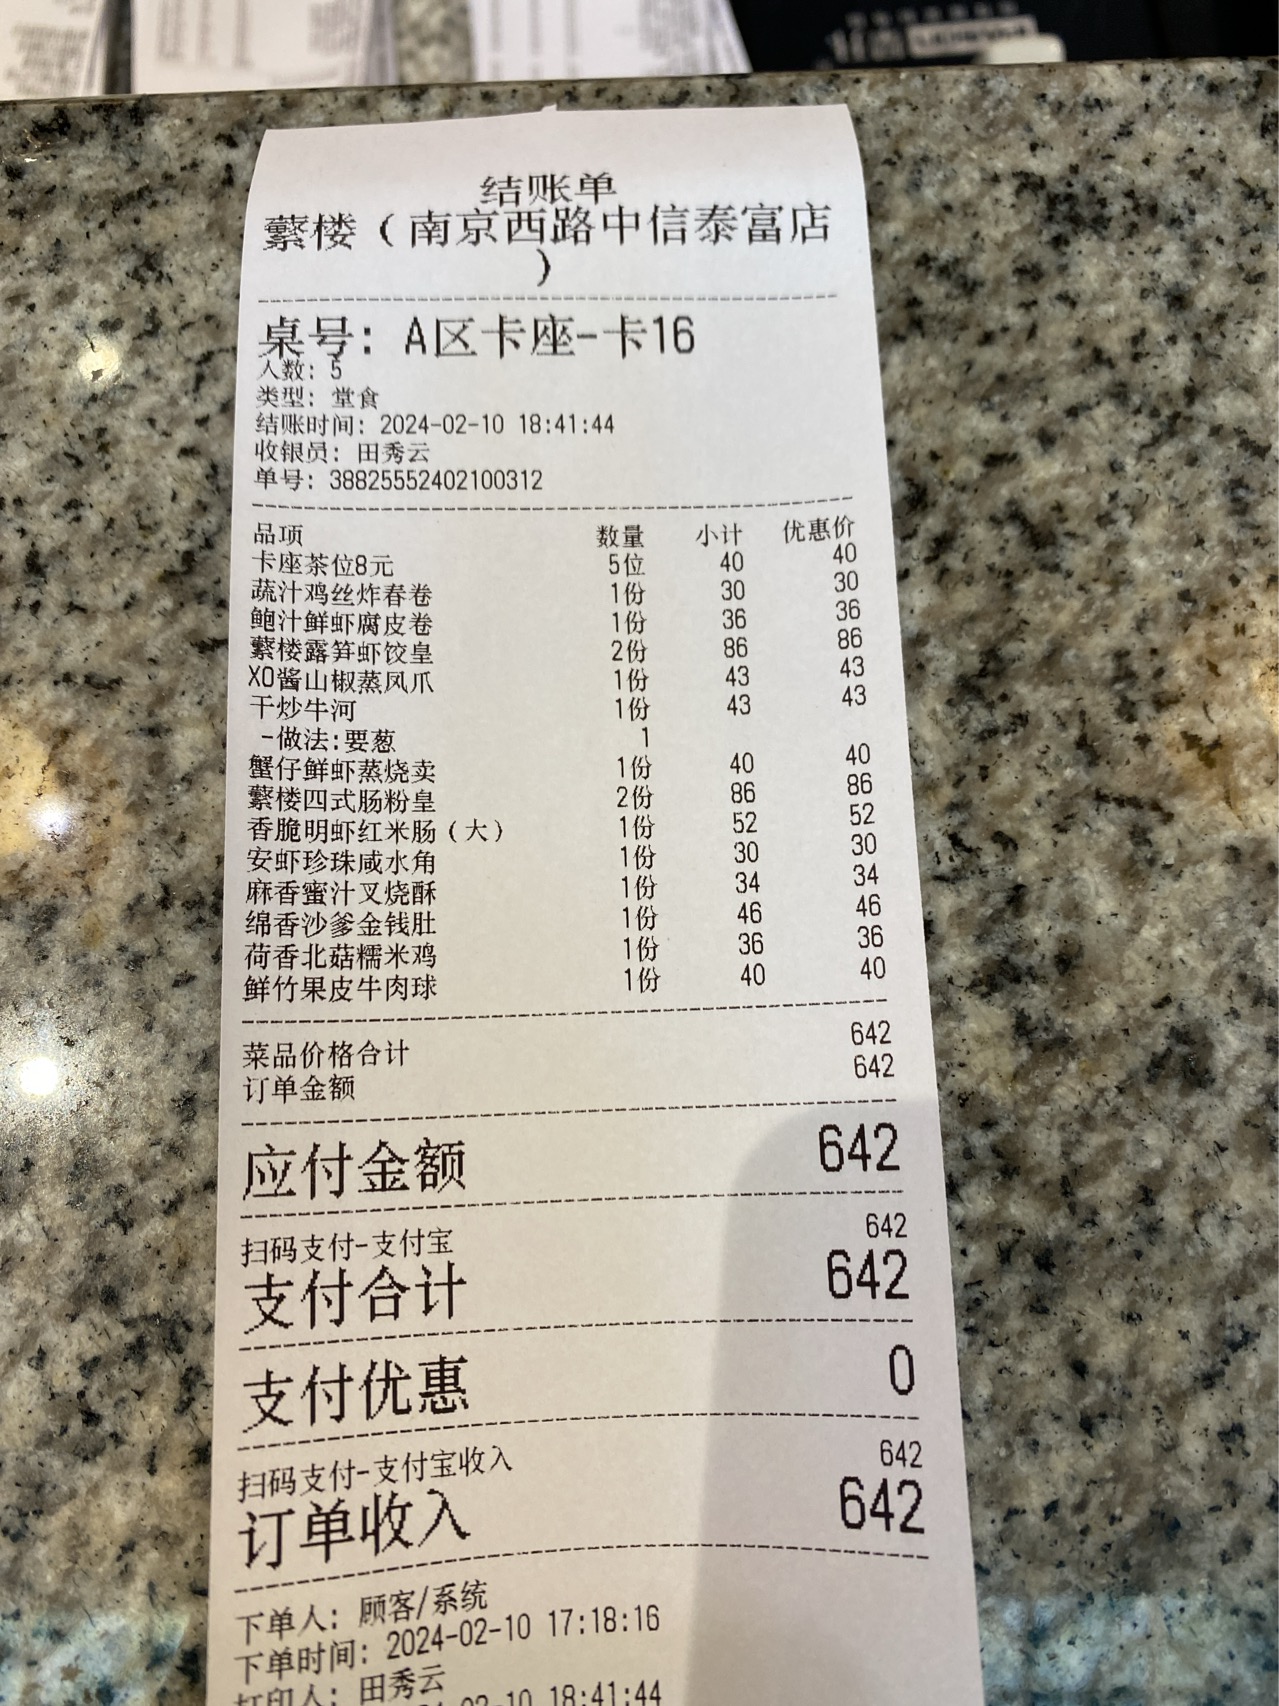 结账单
蘩楼（南京西路中信泰富店
）
桌号：A区卡座-卡16
人数：5
类型：堂食
结账时间：2024-02-10 18:41:44
收银员：田秀云
单号：38825552402100312
品项 数量 小计 优惠价
卡座茶位8元 5位 40 40
蔬汁鸡丝炸春卷 1份 30 30
鲍汁鲜虾腐皮卷 1份 36 36
蘩楼露笋虾饺皇 2份 86 86
XO酱山椒蒸凤爪 1份 43 43
干炒牛河 1份 43 43
-做法:要葱 1
蟹仔鲜虾蒸烧卖 1份 40 40
蘩楼四式肠粉皇 2份 86 86
香脆明虾红米肠（大） 1份 52 52
安虾珍珠咸水角 1份 30 30
麻香蜜汁叉烧酥 1份 34 34
绵香沙爹金钱肚 1份 46 46
荷香北菇糯米鸡 1份 36 36
鲜竹果皮牛肉球 1份 40 40
菜品价格合计 642
订单金额 642
应付金额 642
扫码支付-支付宝 642
支付合计 642
支付优惠 0
扫码支付-支付宝收入 642
订单收入 642
下单人：顾客/系统
下单时间：2024-02-10 17:18:16
打印人：田秀云
02-10 18:41:44